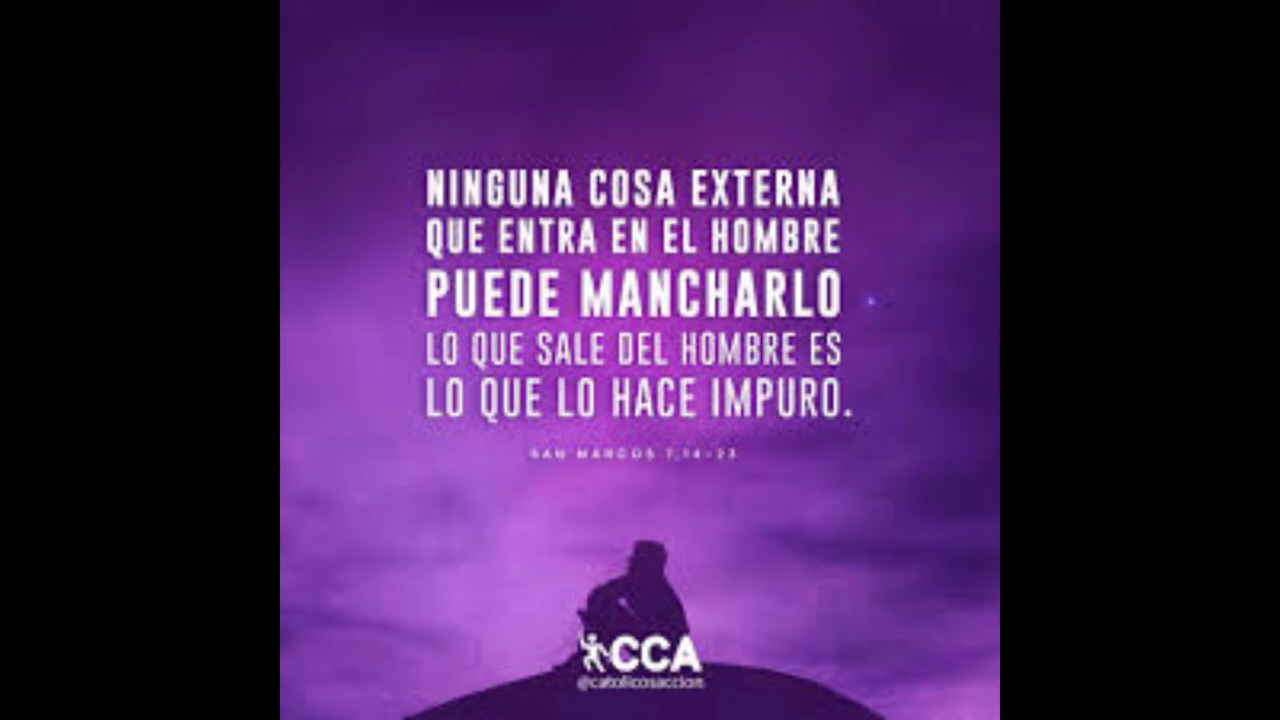 NINGUNA COSA EXTERNA
QUE ENTRA EN EL HOMBRE
PUEDE MANCHARLO
LO QUE SALE DEL HOMBRE ES
LO QUE LO HACE IMPURO.
SAN MARCOS 7,14-23
CCA
@catolicosaccion